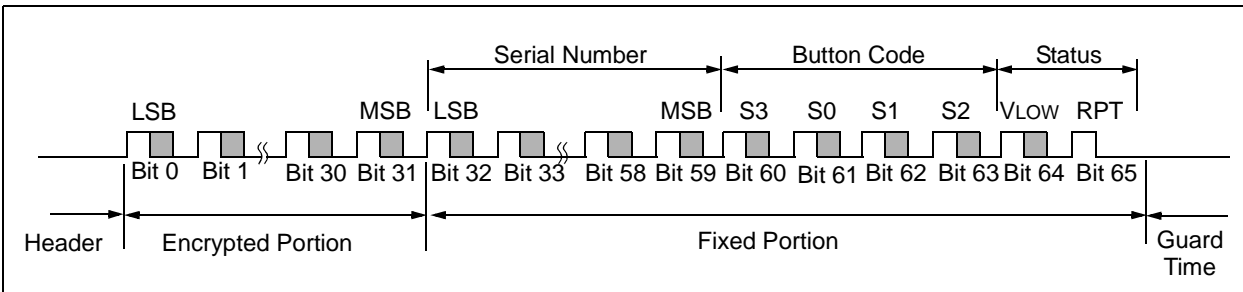 Serial Number Button Code Status
LSB MSB LSB MSB S3 S0 S1 S2 VLOW RPT
Bit 0 Bit 1 Bit 30 Bit 31 Bit 32 Bit 33 Bit 58 Bit 59 Bit 60 Bit 61 Bit 62 Bit 63 Bit 64 Bit 65
Header Encrypted Portion Fixed Portion Guard
Time